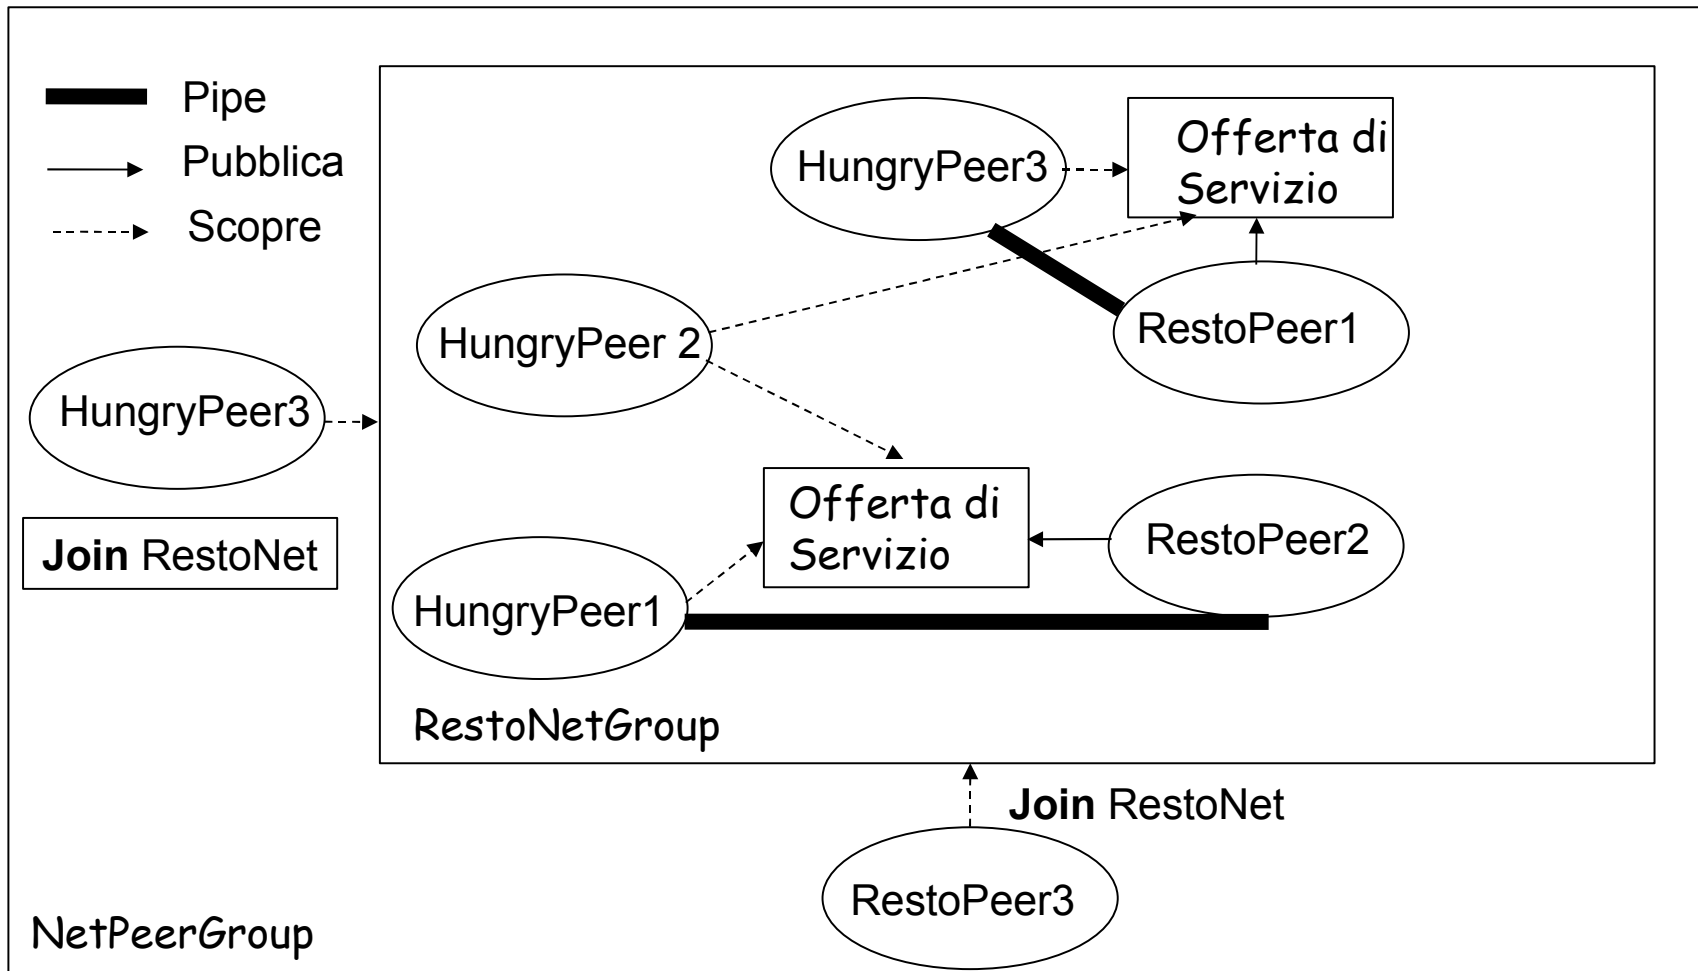 Pipe
Pubblica
Scopre
HungryPeer3
Offerta di
Servizio
RestoPeer1
HungryPeer 2
HungryPeer3
Join RestoNet
Offerta di
Servizio
RestoPeer2
HungryPeer1
RestoNetGroup
Join RestoNet
RestoPeer3
NetPeerGroup